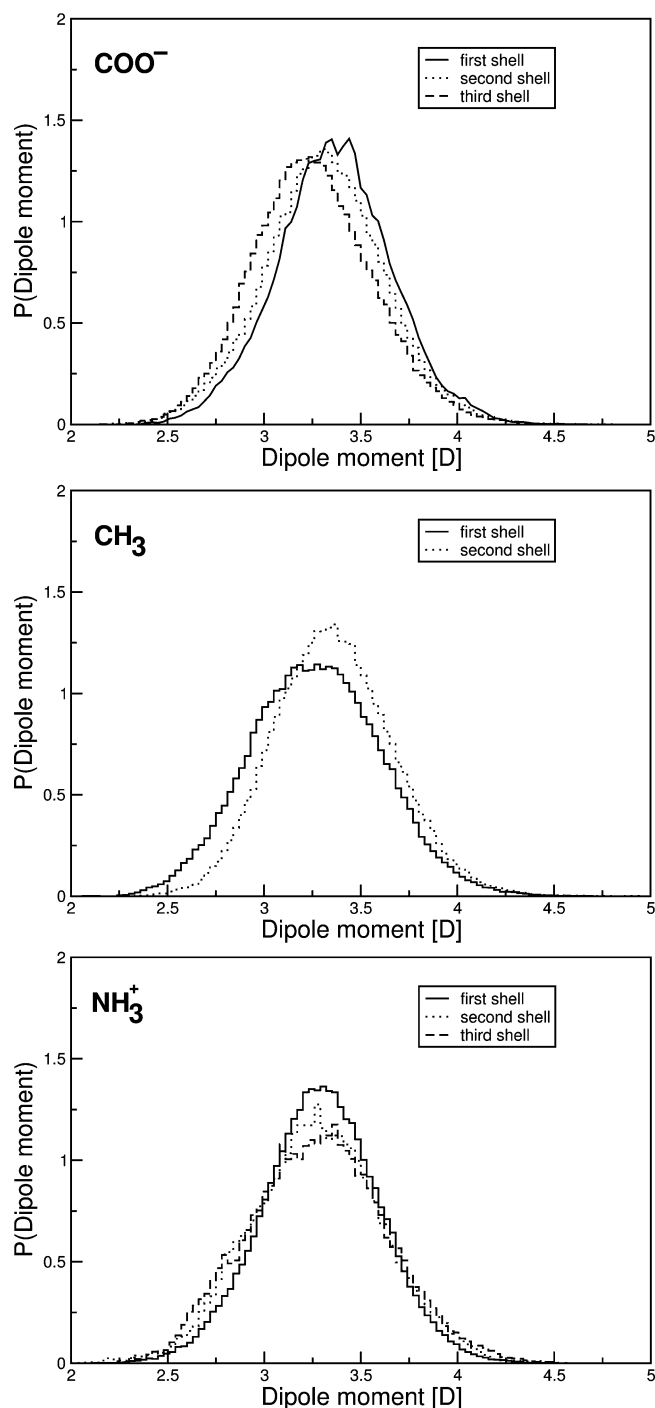 COO⁻
first shell
second shell
third shell
P(Dipole moment)
2
1.5
1
0.5
0
2 2.5 3 3.5 4 4.5 5
Dipole moment [D]
CH₃
first shell
second shell
P(Dipole moment)
2
1.5
1
0.5
0
2 2.5 3 3.5 4 4.5 5
Dipole moment [D]
NH₃⁺
first shell
second shell
third shell
P(Dipole moment)
2
1.5
1
0.5
0
2 2.5 3 3.5 4 4.5 5
Dipole moment [D]